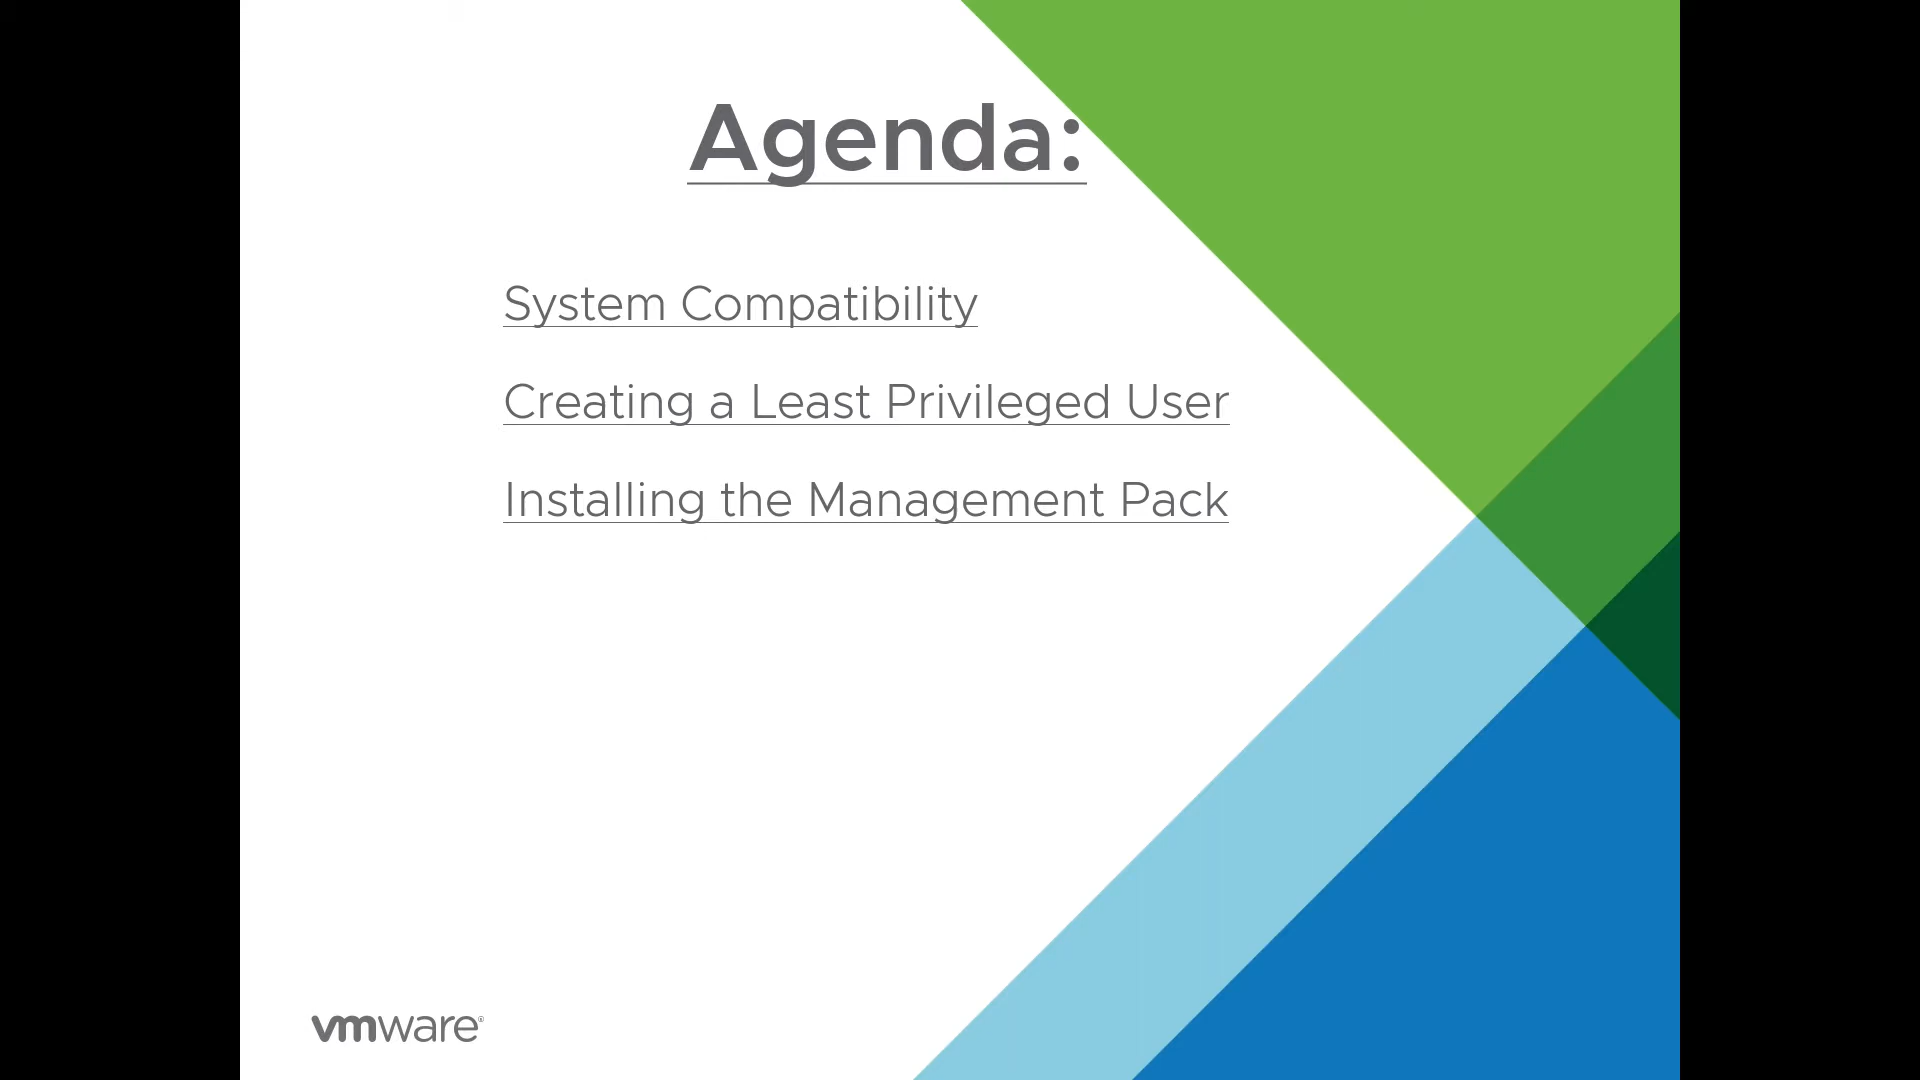 Agenda:
System Compatibility
Creating a Least Privileged User
Installing the Management Pack
vmware®